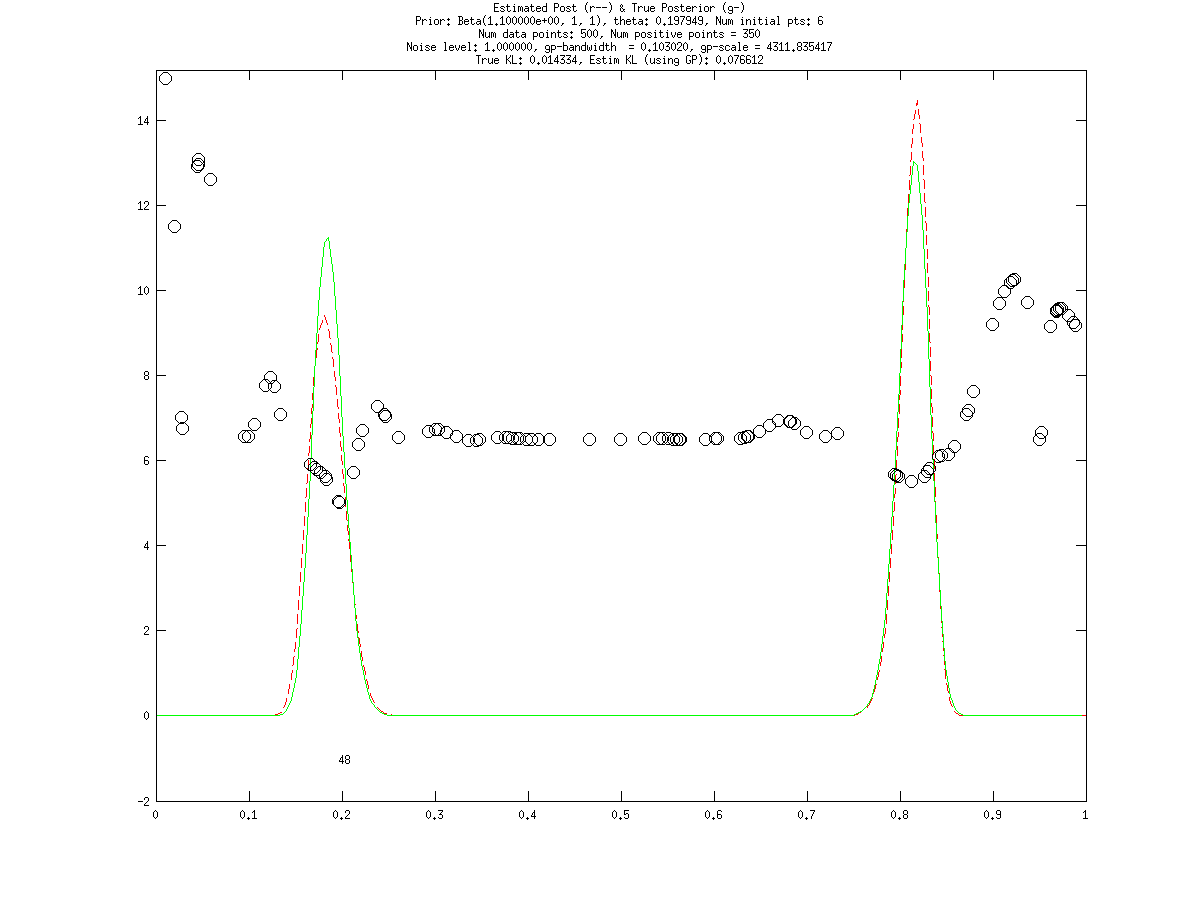 Estimated Post (r--) & True Posterior (g-)
Prior: Beta(1.100000e+00, 1, 1), theta: 0.197949, Num initial pts: 6
Num data points: 500, Num positive points = 350
Noise level: 1.000000, gp-bandwidth  = 0.103020, gp-scale = 4311.835417
True KL: 0.014334, Estim KL (using GP): 0.076612
14
12
10
8
6
4
2
0
48
-2
0 0.1 0.2 0.3 0.4 0.5 0.6 0.7 0.8 0.9 1